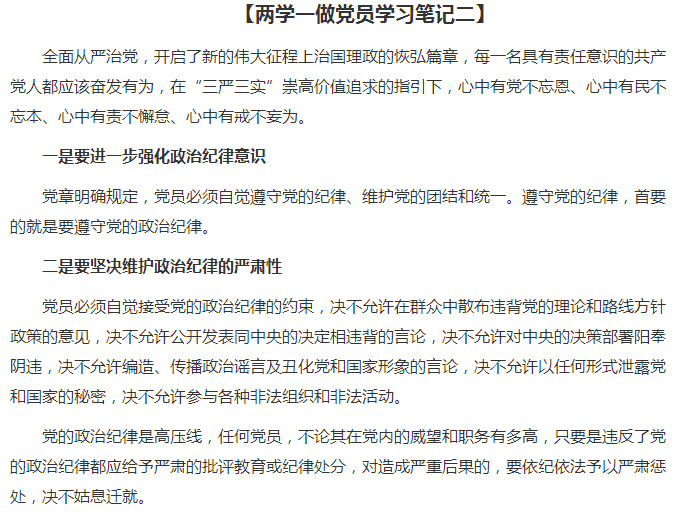 【两学一做党员学习笔记二】
全面从严治党，开启了新的伟大征程上治国理政的恢弘篇章，每一名具有责任意识的共产
党人都应该奋发有为，在“三严三实”崇高价值追求的指引下，心中有党不忘恩、心中有民不
忘本、心中有责不懈怠、心中有戒不妄为。
一是要进一步强化政治纪律意识
党章明确规定，党员必须自觉遵守党的纪律、维护党的团结和统一。遵守党的纪律，首要
的就是要遵守党的政治纪律。
二是要坚决维护政治纪律的严肃性
党员必须自觉接受党的政治纪律的约束，决不允许在群众中散布违背党的理论和路线方针
政策的意见，决不允许公开发表同中央的决定相违背的言论，决不允许对中央的决策部署阳奉
阴违，决不允许编造、传播政治谣言及丑化党和国家形象的言论，决不允许以任何形式泄露党
和国家的秘密，决不允许参与各种非法组织和非法活动。
党的政治纪律是高压线，任何党员，不论其在党内的威望和职务有多高，只要是违反了党
的政治纪律都应给予严肃的批评教育或纪律处分，对造成严重后果的，要依纪依法予以严肃惩
处，决不姑息迁就。